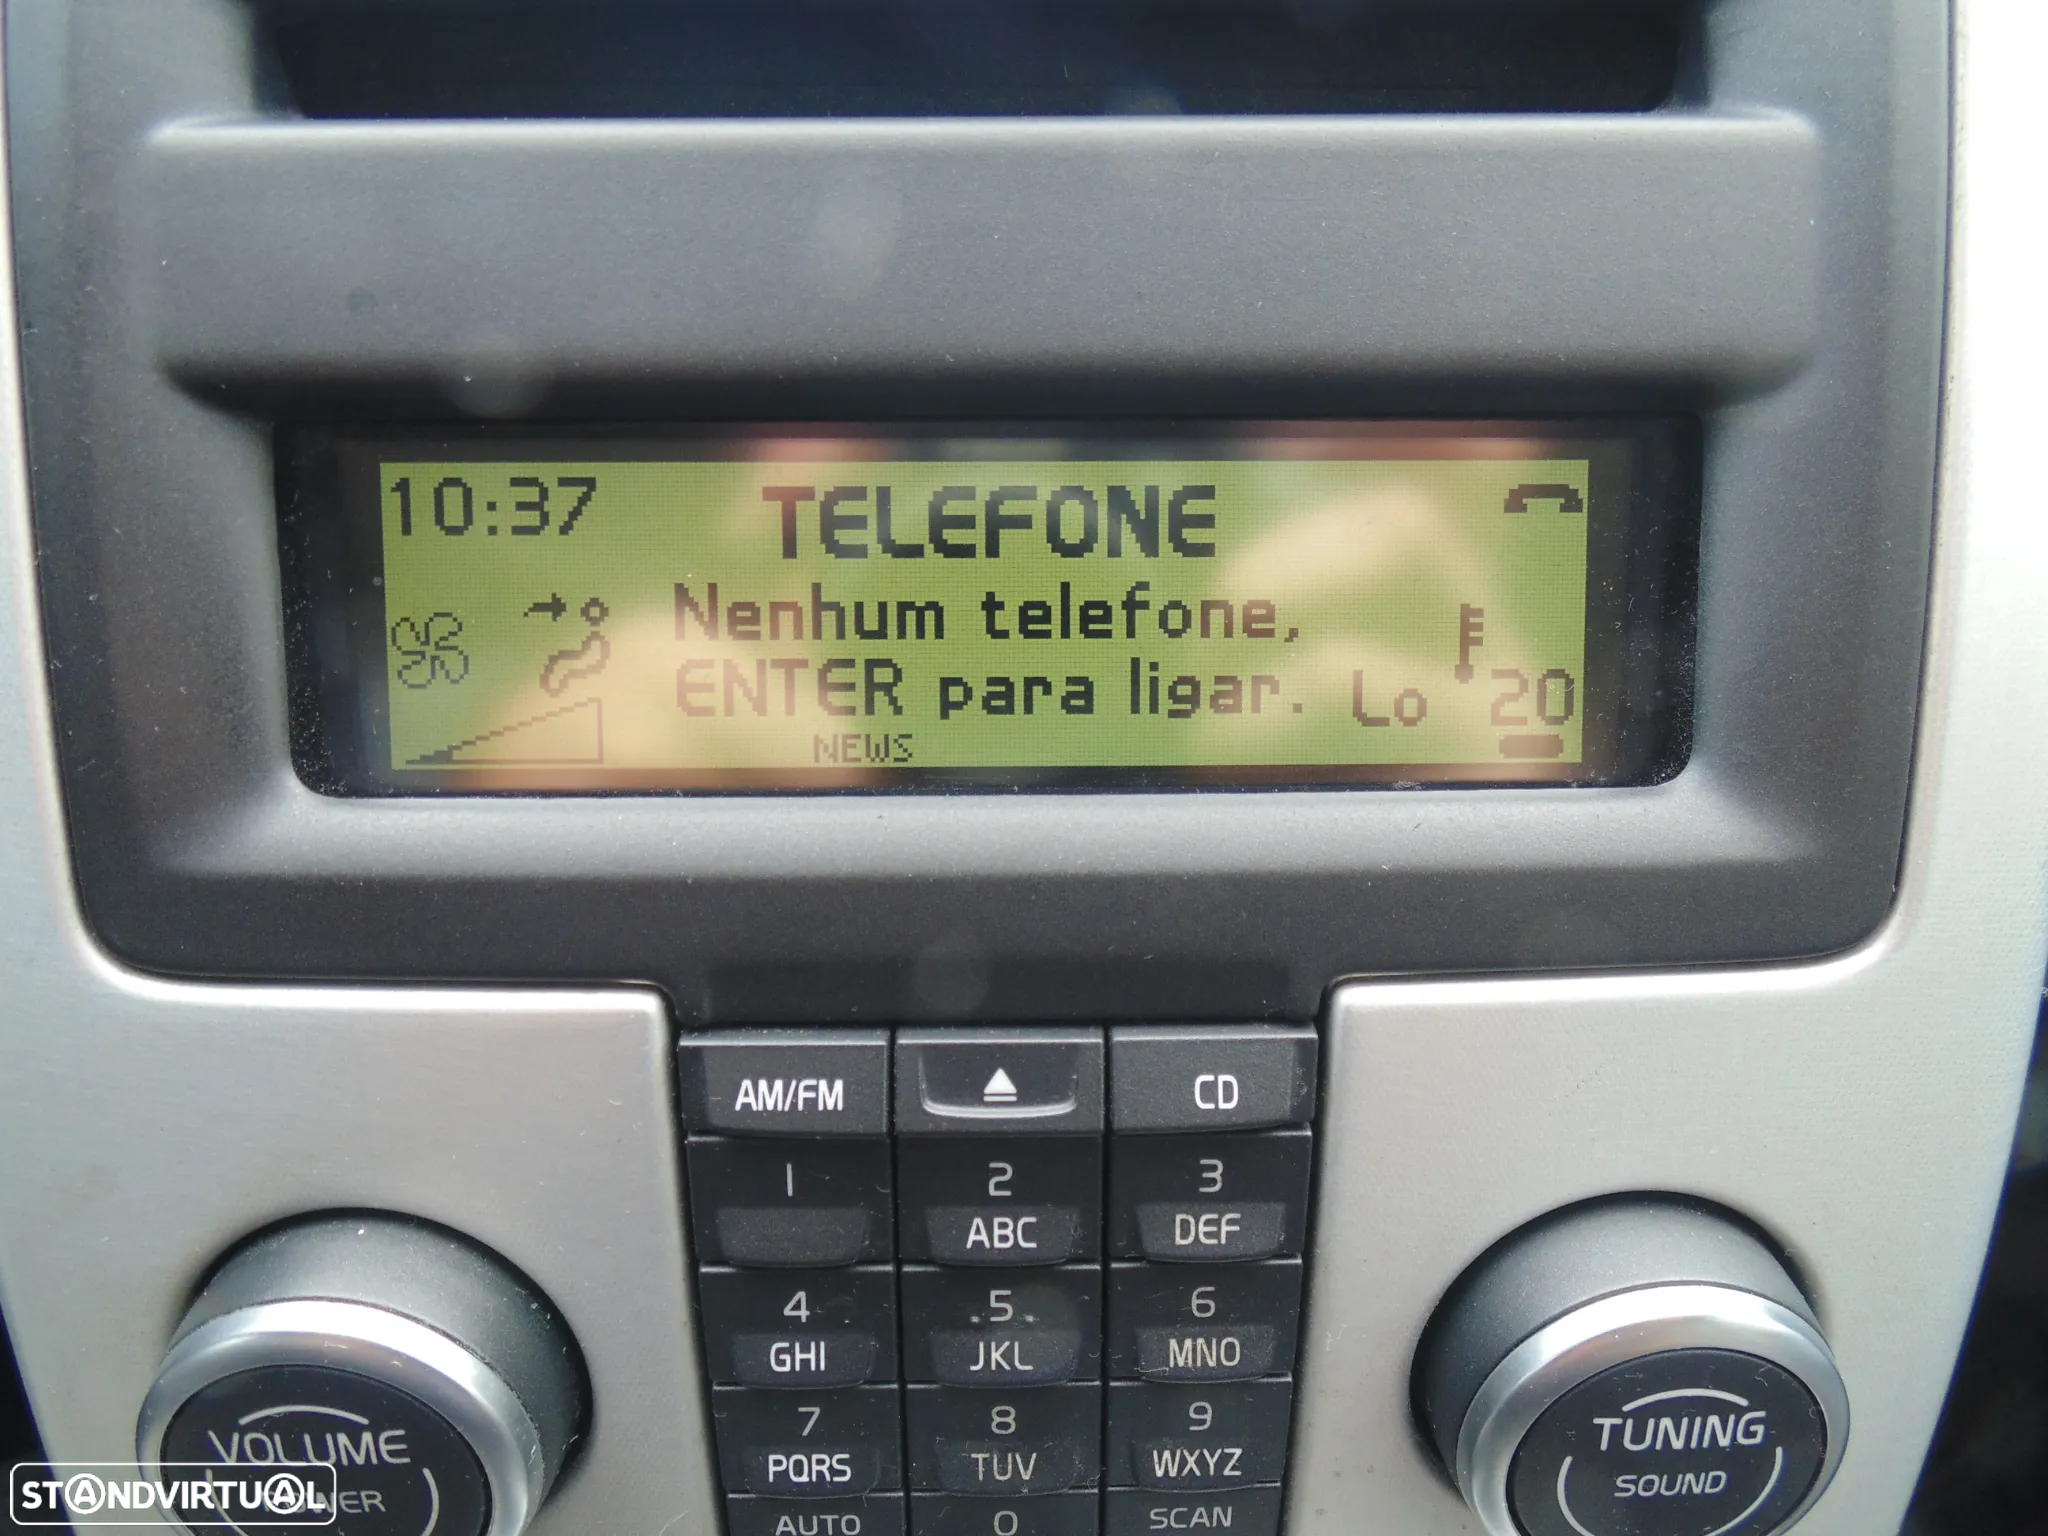 10:37
TELEFONE
Nenhum telefone,
ENTER para ligar.
Lo
20
NEWS
AM/FM
CD
1
2
ABC
3
DEF
4
GHI
5
JKL
6
MNO
7
PQRS
8
TUV
9
WXYZ
AUTO
0
SCAN
VOLUME
TUNING
SOUND
STANDVIRTUAL